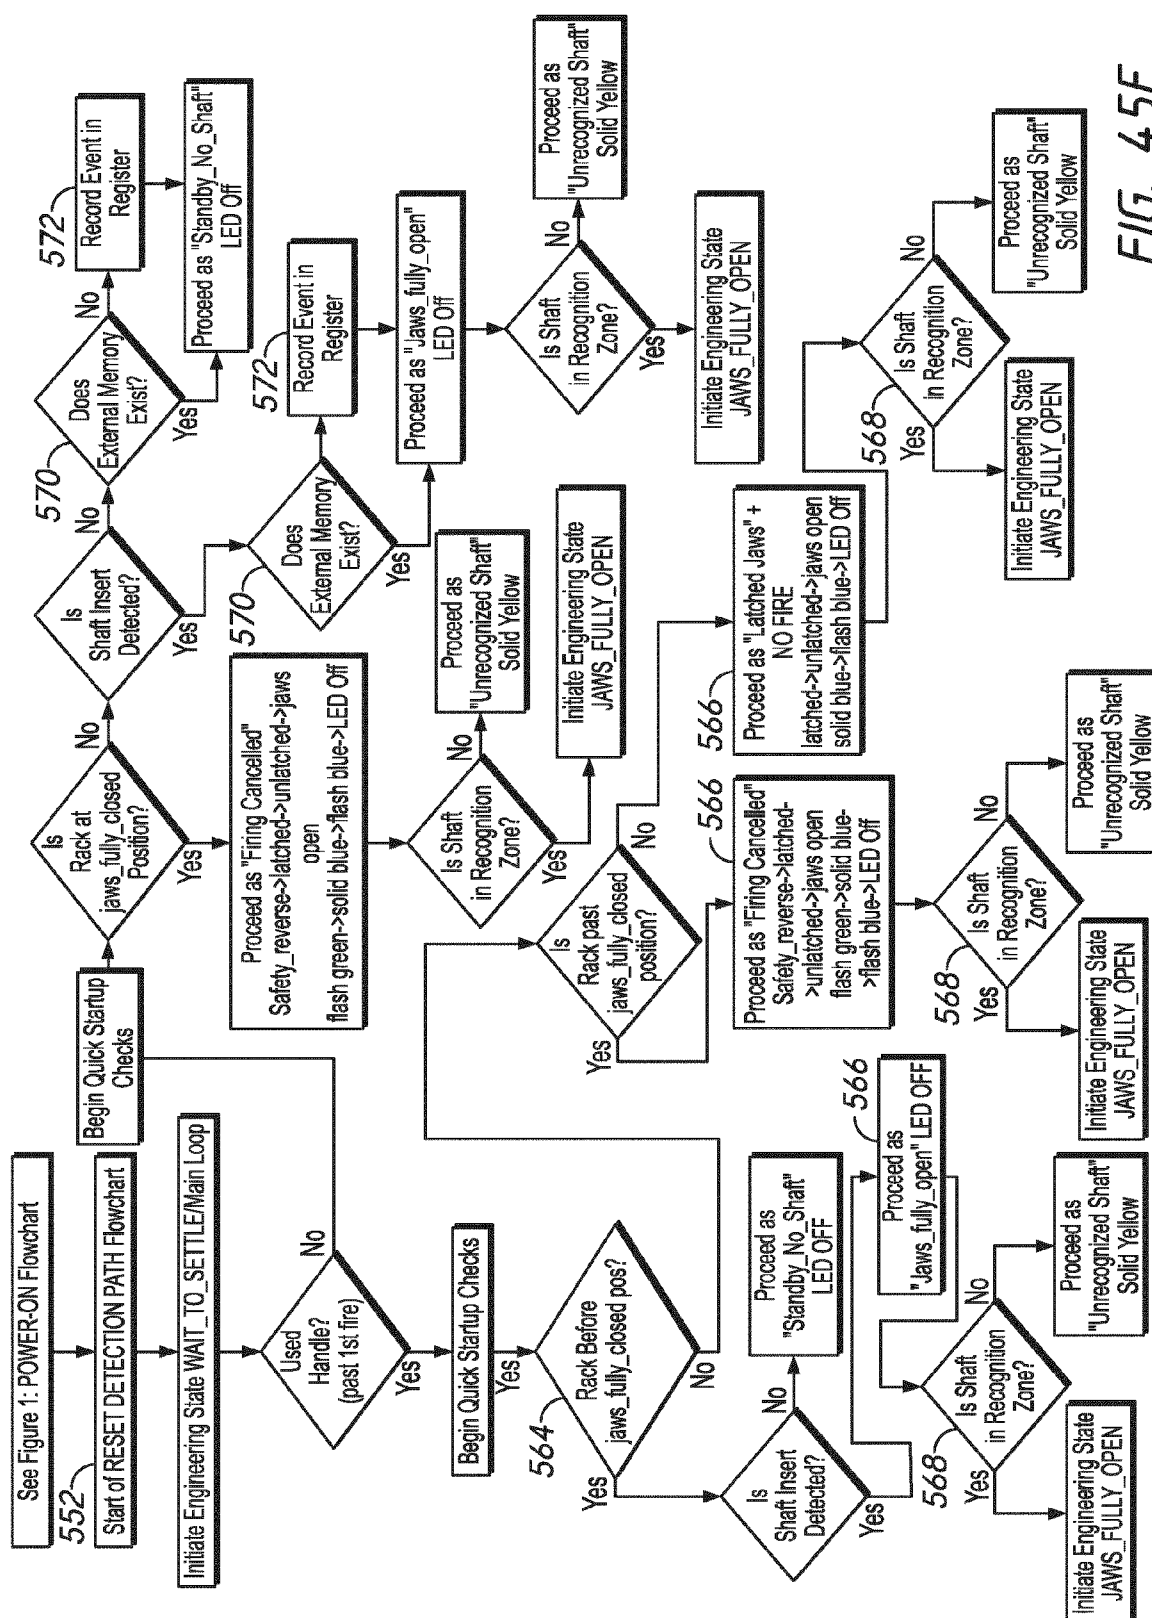 See Figure 1: POWER-ON Flowchart
552
Start of RESET DETECTION PATH Flowchart
Initiate Engineering State WAIT_TO_SETTLE/Main Loop
Used
Handle?
(past 1st fire)
No
Yes
Begin Quick Startup
Checks
Is
Rack at
jaws_fully_closed
Position?
No
Yes
Is
Shaft Insert
Detected?
No
Yes
570
Does
External Memory
Exist?
No
Yes
572
Record Event in
Register
Proceed as "Standby_No_Shaft"
LED Off
570
Does
External Memory
Exist?
Yes
572
Record Event in
Register
Proceed as "Jaws_fully_open"
LED Off
Is Shaft
in Recognition
Zone?
No
Yes
Proceed as
"Unrecognized Shaft"
Solid Yellow
Initiate Engineering State
JAWS_FULLY_OPEN
Proceed as "Firing Cancelled"
Safety_reverse->latched->unlatched->jaws
open
flash green->solid blue->flash blue->LED Off
Is Shaft
in Recognition
Zone?
No
Yes
Proceed as
"Unrecognized Shaft"
Solid Yellow
Initiate Engineering State
JAWS_FULLY_OPEN
Begin Quick Startup Checks
Yes
564
Rack Before
jaws_fully_closed pos?
Yes
No
Is
Rack past
jaws_fully_closed
position?
Yes
No
566
Proceed as "Firing Cancelled"
Safety_reverse->latched-
>unlatched->jaws open
flash green->solid blue-
>flash blue->LED Off
566
Proceed as "Latched Jaws" +
NO FIRE
latched->unlatched->jaws open
solid blue->flash blue->LED Off
Is
Shaft Insert
Detected?
No
Yes
Proceed as
"Standby_No_Shaft"
LED OFF
566
Proceed as
"Jaws_fully_open" LED OFF
568
Is Shaft
in Recognition
Zone?
Yes
No
Initiate Engineering State
JAWS_FULLY_OPEN
Proceed as
"Unrecognized Shaft"
Solid Yellow
568
Is Shaft
in Recognition
Zone?
Yes
No
Initiate Engineering State
JAWS_FULLY_OPEN
Proceed as
"Unrecognized Shaft"
Solid Yellow
568
Is Shaft
in Recognition
Zone?
Yes
No
Initiate Engineering State
JAWS_FULLY_OPEN
Proceed as
"Unrecognized Shaft"
Solid Yellow
FIG. 45F